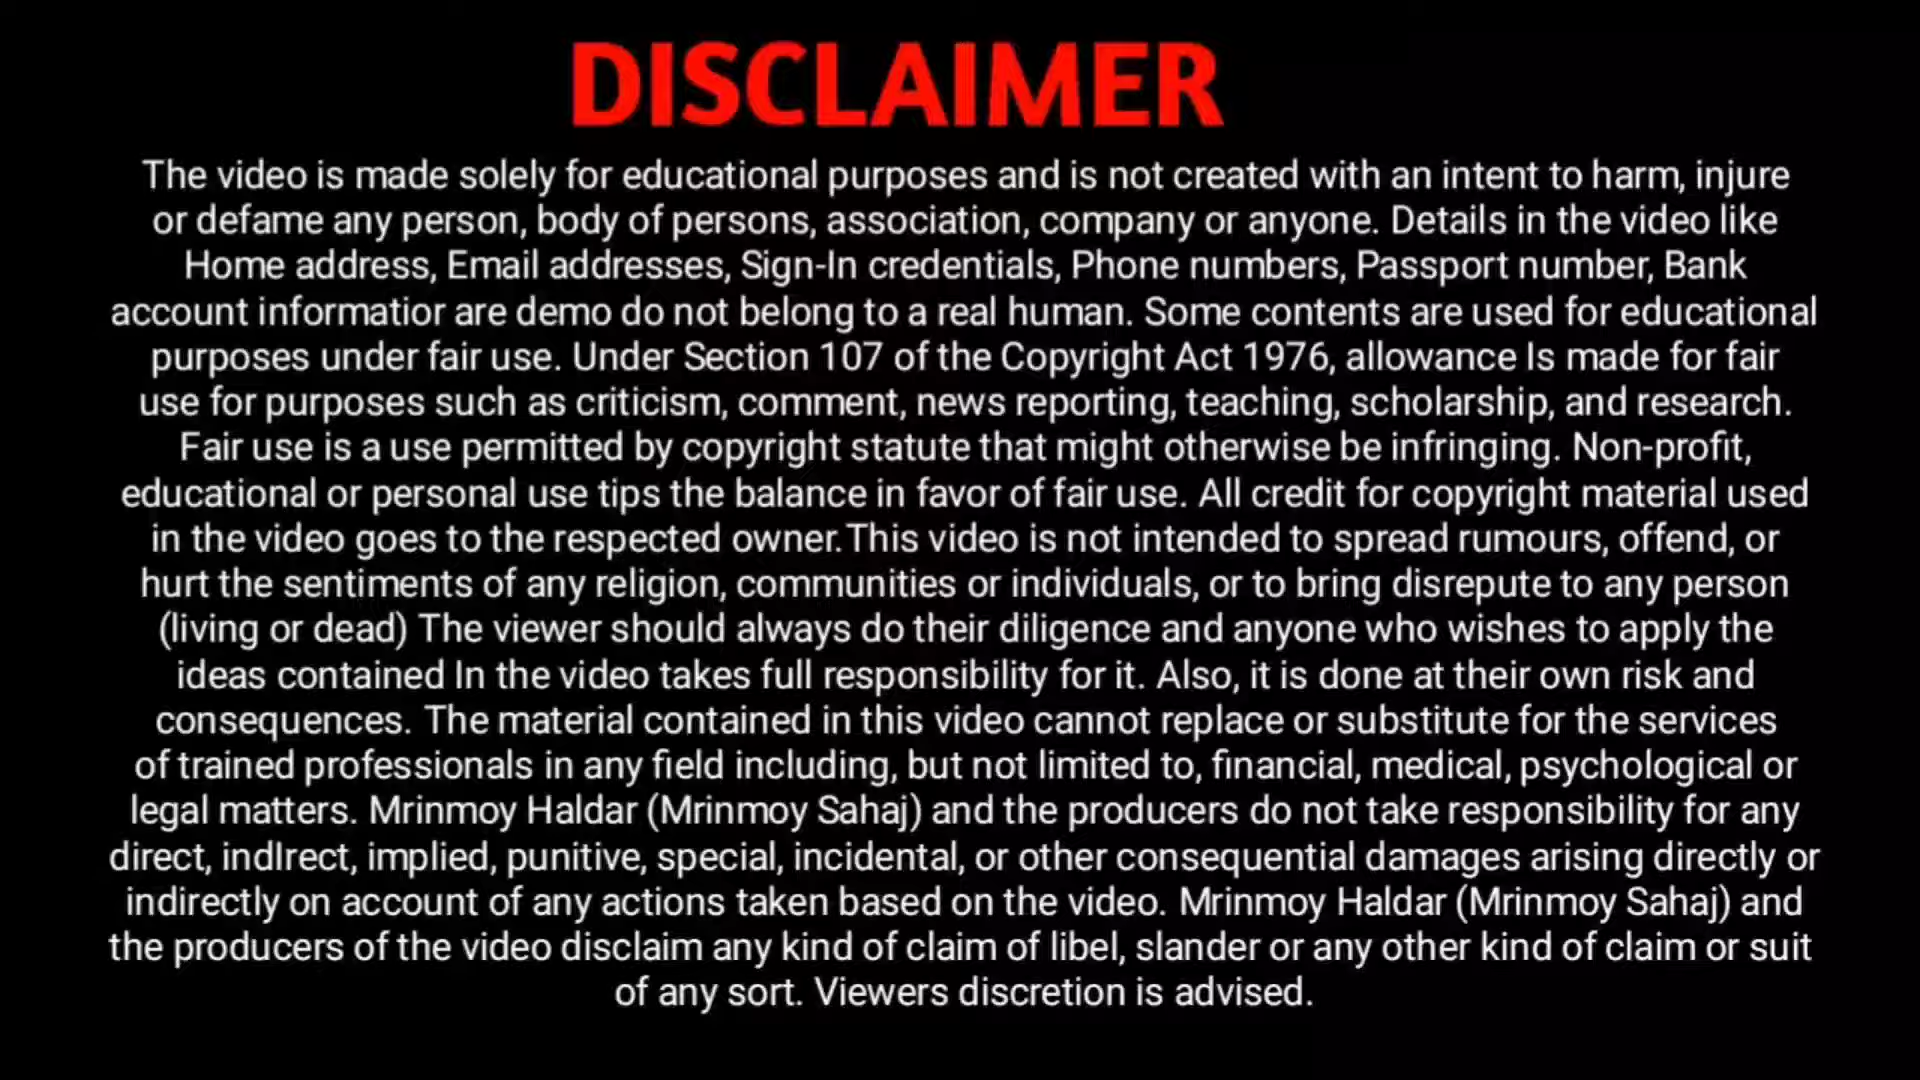 DISCLAIMER
The video is made solely for educational purposes and is not created with an intent to harm, injure
or defame any person, body of persons, association, company or anyone. Details in the video like
Home address, Email addresses, Sign-In credentials, Phone numbers, Passport number, Bank
account informatior are demo do not belong to a real human. Some contents are used for educational
purposes under fair use. Under Section 107 of the Copyright Act 1976, allowance Is made for fair
use for purposes such as criticism, comment, news reporting, teaching, scholarship, and research.
Fair use is a use permitted by copyright statute that might otherwise be infringing. Non-profit,
educational or personal use tips the balance in favor of fair use. All credit for copyright material used
in the video goes to the respected owner.This video is not intended to spread rumours, offend, or
hurt the sentiments of any religion, communities or individuals, or to bring disrepute to any person
(living or dead) The viewer should always do their diligence and anyone who wishes to apply the
ideas contained In the video takes full responsibility for it. Also, it is done at their own risk and
consequences. The material contained in this video cannot replace or substitute for the services
of trained professionals in any field including, but not limited to, financial, medical, psychological or
legal matters. Mrinmoy Haldar (Mrinmoy Sahaj) and the producers do not take responsibility for any
direct, indIrect, implied, punitive, special, incidental, or other consequential damages arising directly or
indirectly on account of any actions taken based on the video. Mrinmoy Haldar (Mrinmoy Sahaj) and
the producers of the video disclaim any kind of claim of libel, slander or any other kind of claim or suit
of any sort. Viewers discretion is advised.